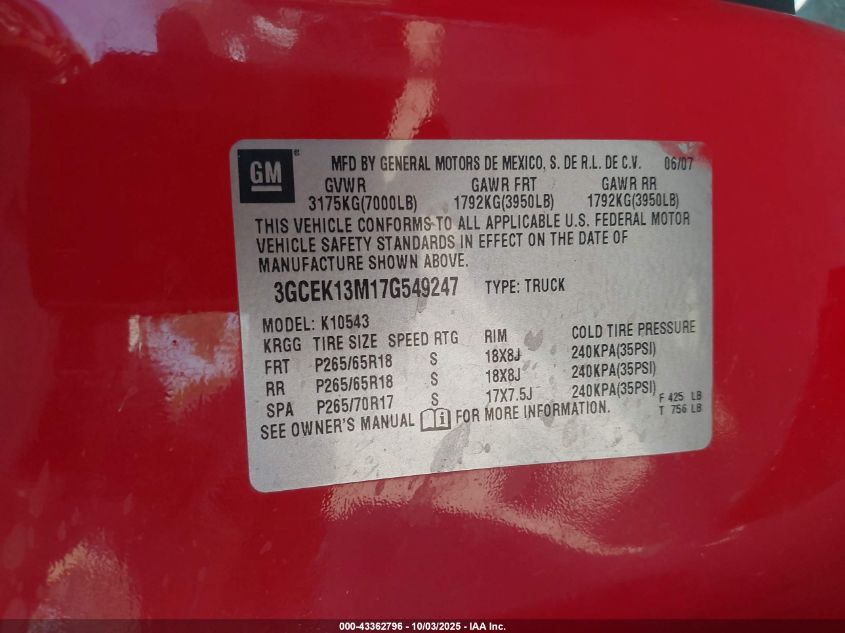 GM
MFD BY GENERAL MOTORS DE MEXICO, S. DE R.L. DE C.V. 06/07
GVWR GAWR FRT GAWR RR
3175KG(7000LB) 1792KG(3950LB) 1792KG(3950LB)
THIS VEHICLE CONFORMS TO ALL APPLICABLE U.S. FEDERAL MOTOR
VEHICLE SAFETY STANDARDS IN EFFECT ON THE DATE OF
MANUFACTURE SHOWN ABOVE.
3GCEK13M17G549247 TYPE: TRUCK
MODEL: K10543
KRGG TIRE SIZE SPEED RTG RIM COLD TIRE PRESSURE
FRT P265/65R18 S 18X8J 240KPA(35PSI)
RR P265/65R18 S 18X8J 240KPA(35PSI)
SPA P265/70R17 S 17X7.5J 240KPA(35PSI) F 425 LB
SEE OWNER'S MANUAL FOR MORE INFORMATION. T 756 LB
000-43362796 - 10/03/2025 - IAA Inc.